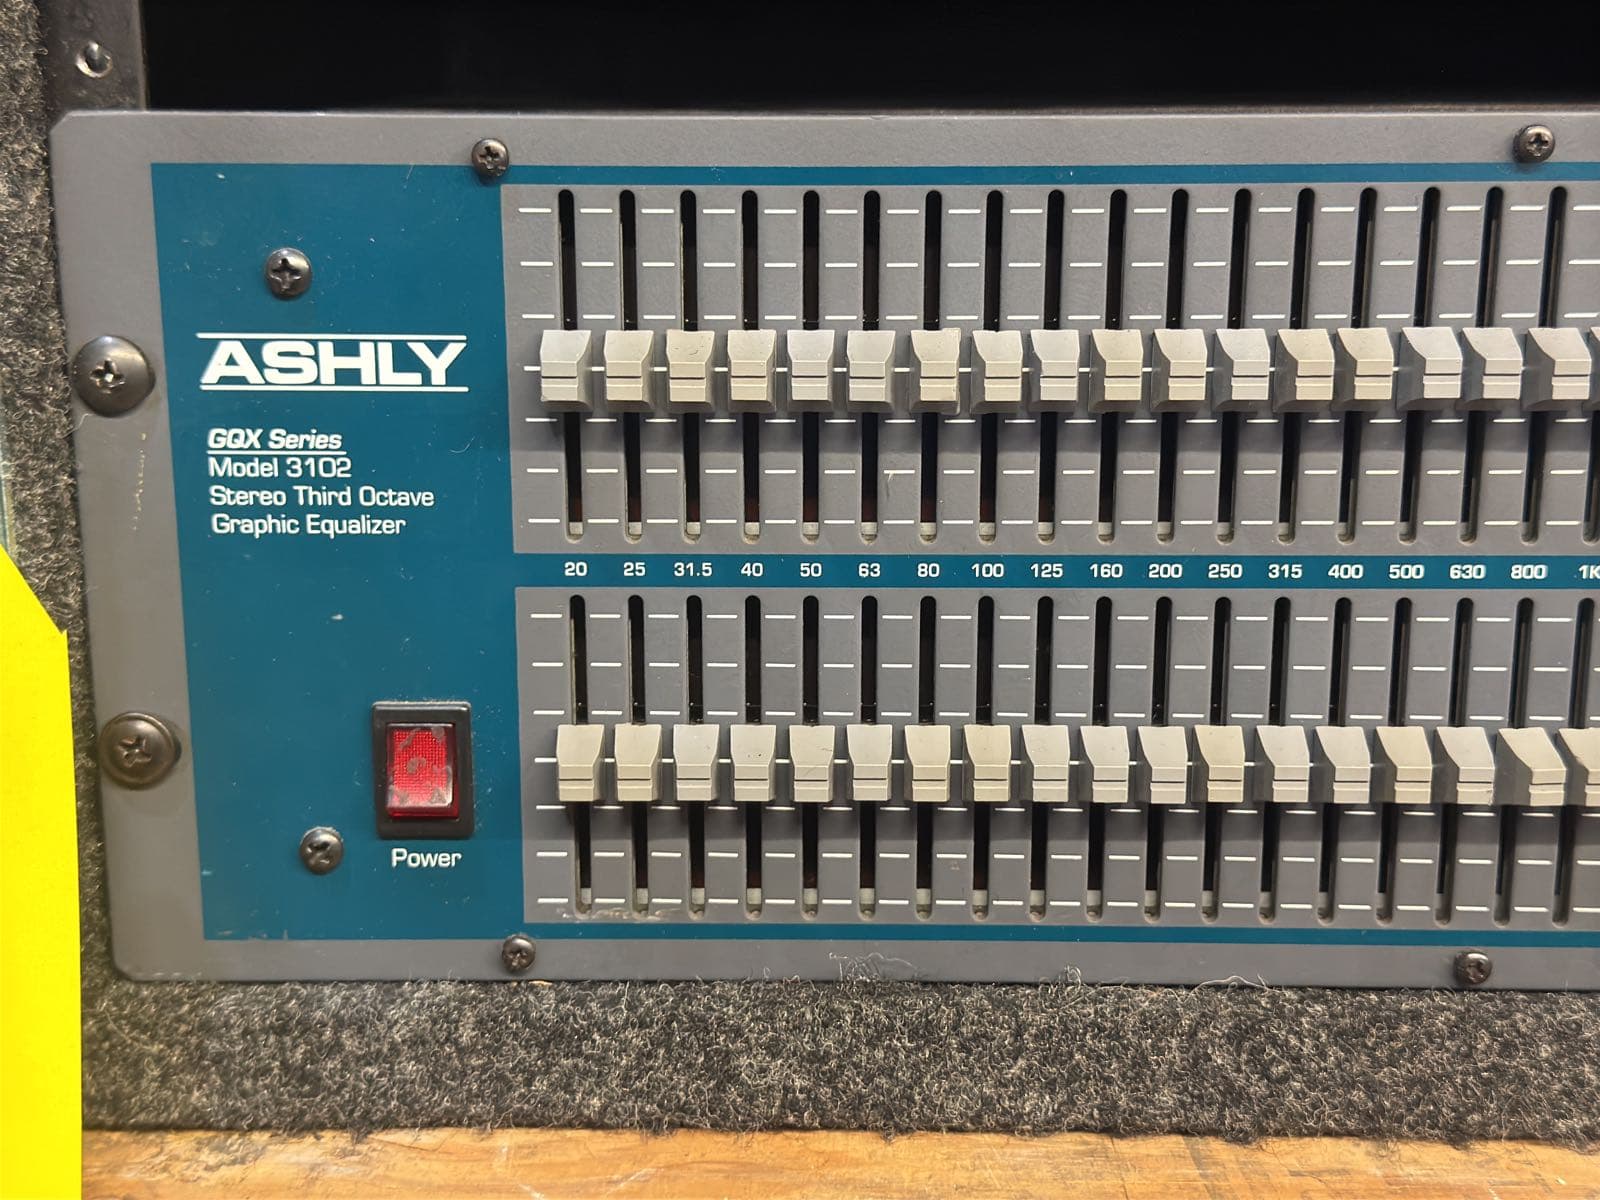 ASHLY
GQX Series
Model 3102
Stereo Third Octave
Graphic Equalizer
20 25 31.5 40 50 63 80 100 125 160 200 250 315 400 500 630 800 1K
Power